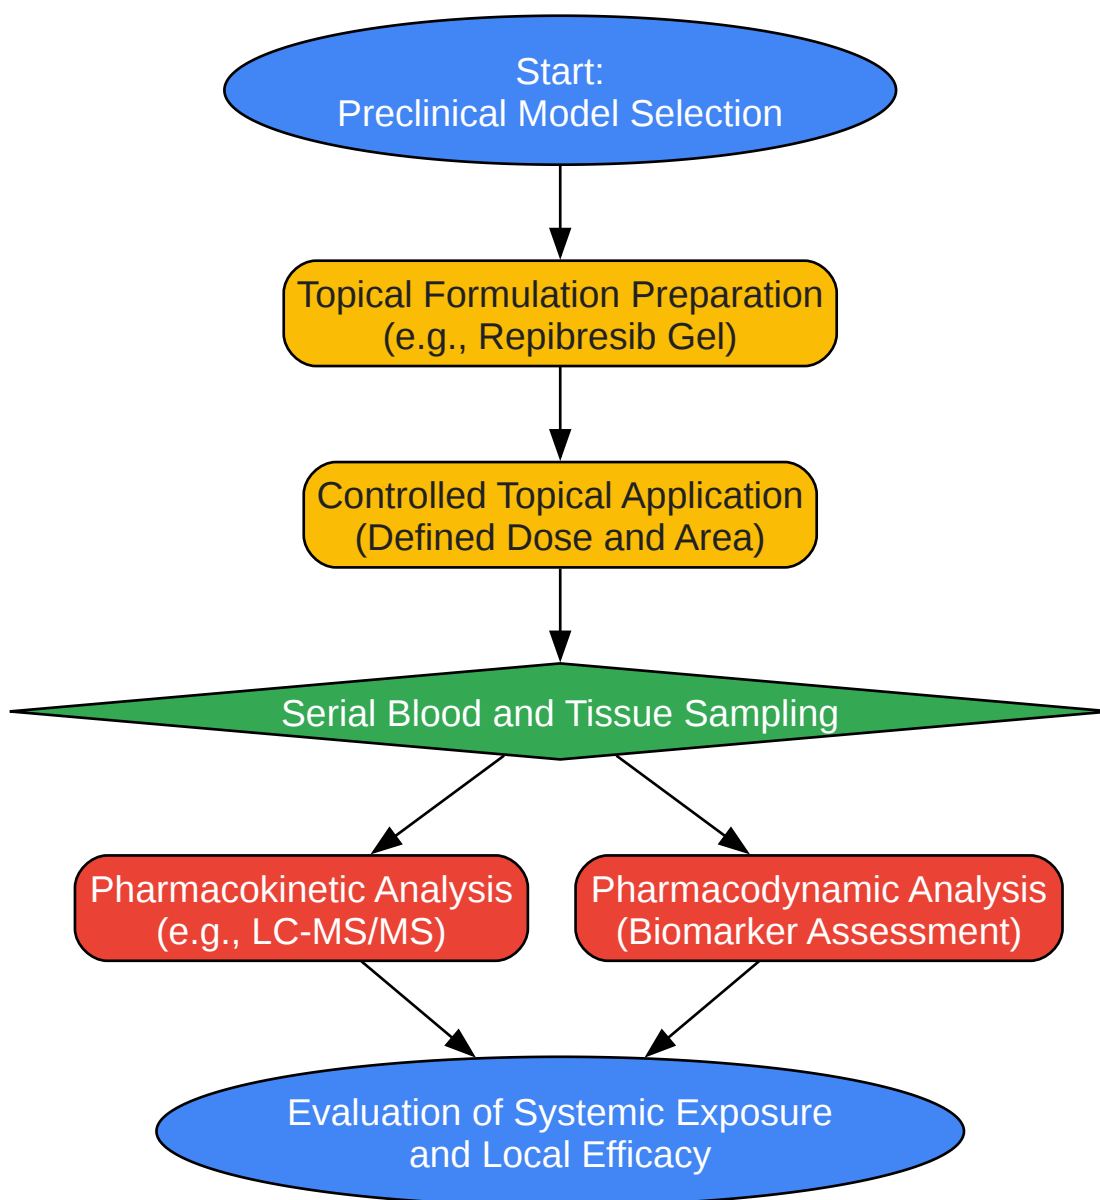 Start:
Preclinical Model Selection
Topical Formulation Preparation
(e.g., Repibresib Gel)
Controlled Topical Application
(Defined Dose and Area)
Serial Blood and Tissue Sampling
Pharmacokinetic Analysis
(e.g., LC-MS/MS)
Pharmacodynamic Analysis
(Biomarker Assessment)
Evaluation of Systemic Exposure
and Local Efficacy